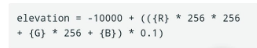 elevation = -10000 + (({R} * 256 * 256
+ {G} * 256 + {B}) * 0.1)